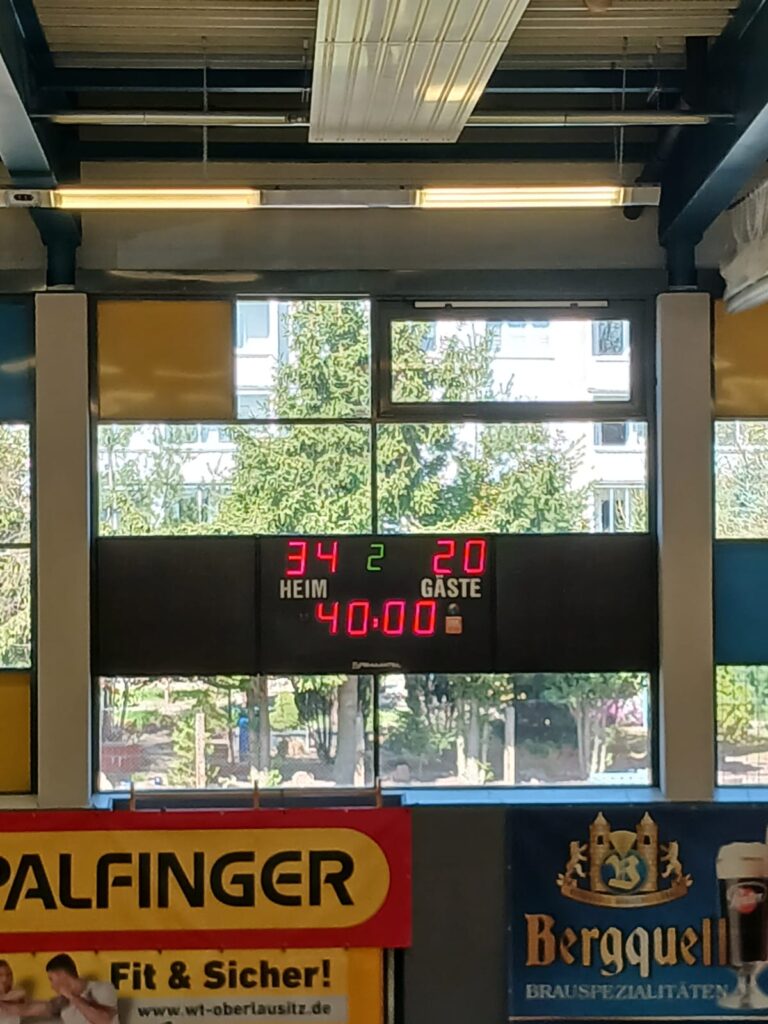 34 2 20
HEIM GÄSTE
40:00
PALFINGER
Fit & Sicher!
www.wt-oberlausitz.de
B
Bergquell
BRAUSPEZIALITÄTEN